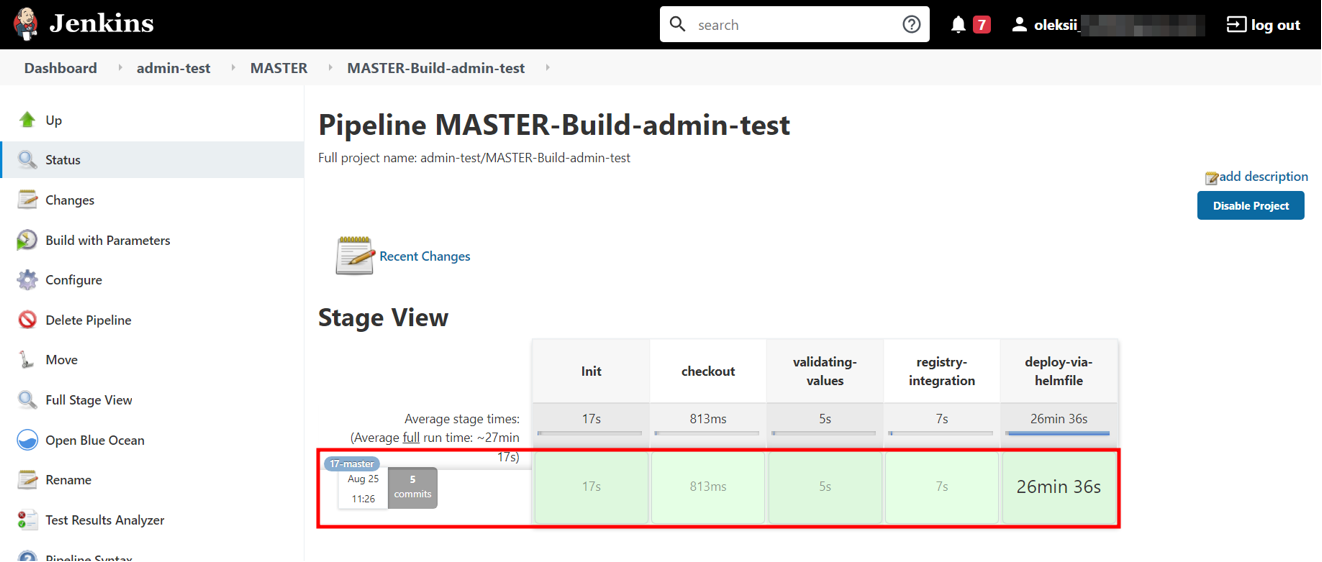 Jenkins
search
7
oleksii_
log out
Dashboard
admin-test
MASTER
MASTER-Build-admin-test
Up
Status
Changes
Build with Parameters
Configure
Delete Pipeline
Move
Full Stage View
Open Blue Ocean
Rename
Test Results Analyzer
Pipeline Syntax
Pipeline MASTER-Build-admin-test
Full project name: admin-test/MASTER-Build-admin-test
add description
Disable Project
Recent Changes
Stage View
Init
checkout
validating-
values
registry-
integration
deploy-via-
helmfile
Average stage times:
(Average full run time: ~27min
17s)
17s
813ms
5s
7s
26min 36s
17-master
Aug 25
11:26
5
commits
17s
813ms
5s
7s
26min 36s